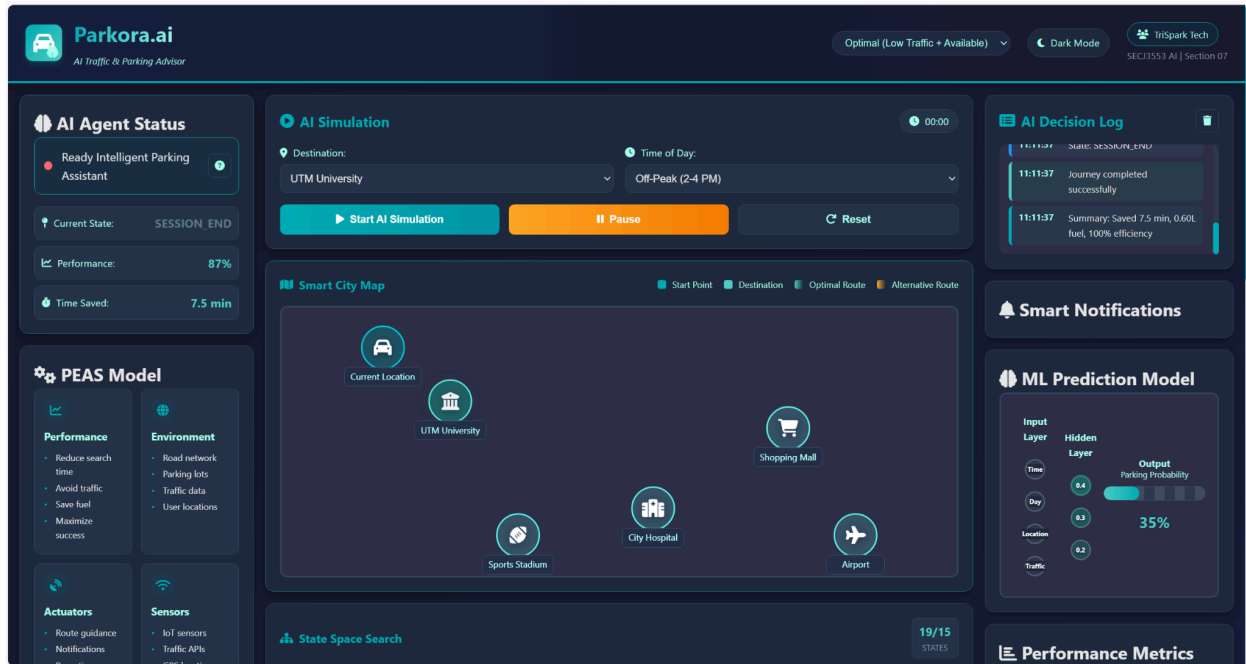 Parkora.ai
AI Traffic & Parking Advisor
Optimal (Low Traffic + Available)
Dark Mode
TriSpark Tech
SECJ3553 AI | Section 07
AI Agent Status
Ready Intelligent Parking
Assistant
?
Current State:
SESSION_END
Performance:
87%
Time Saved:
7.5 min
PEAS Model
Performance
Reduce search
time
Avoid traffic
Save fuel
Maximize
success
Environment
Road network
Parking lots
Traffic data
User locations
Actuators
Route guidance
Notifications
Sensors
IoT sensors
Traffic APIs
AI Simulation
00:00
Destination:
UTM University
Time of Day:
Off-Peak (2-4 PM)
Start AI Simulation
Pause
Reset
Smart City Map
Start Point
Destination
Optimal Route
Alternative Route
Current Location
UTM University
Shopping Mall
City Hospital
Sports Stadium
Airport
State Space Search
19/15
STATES
AI Decision Log
11:11:37
State: SESSION_END
11:11:37
Journey completed
successfully
11:11:37
Summary: Saved 7.5 min, 0.60L
fuel, 100% efficiency
Smart Notifications
ML Prediction Model
Input
Layer
Time
Day
Location
Traffic
Hidden
Layer
0.4
0.3
0.2
Output
Parking Probability
35%
Performance Metrics